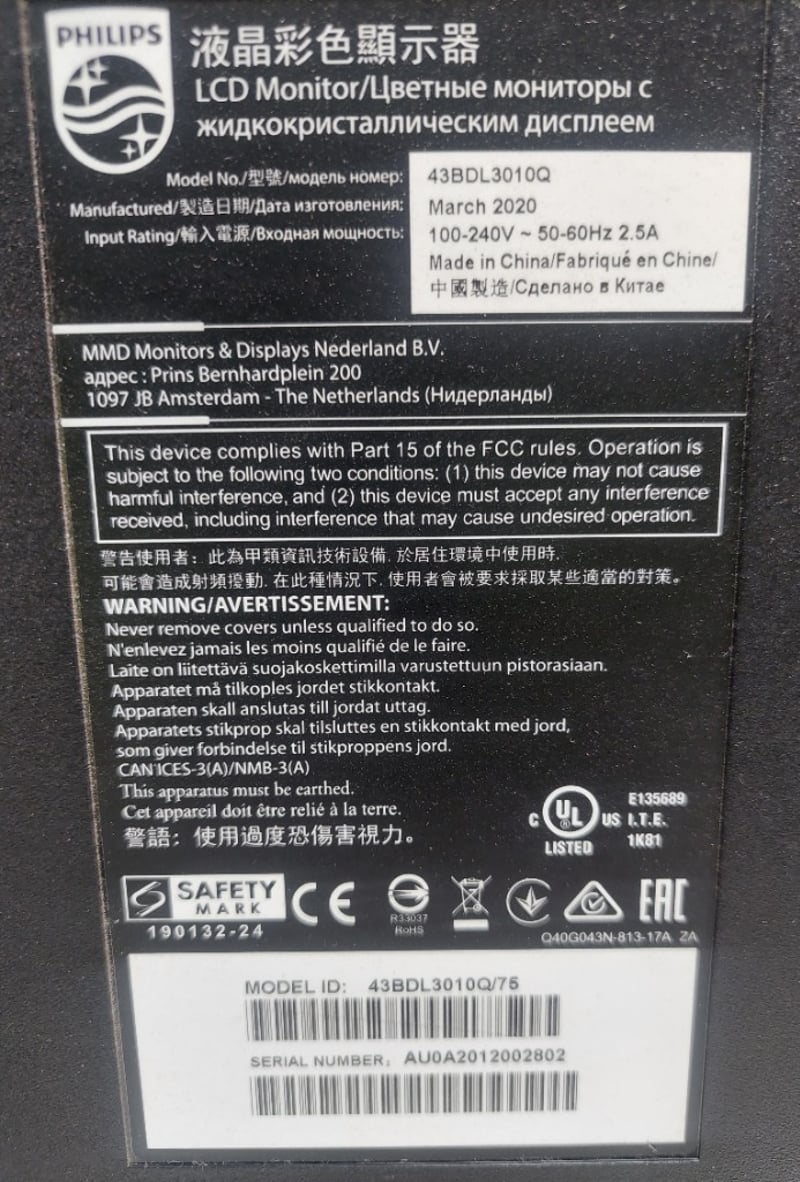 PHILIPS
液晶彩色顯示器
LCD Monitor/Цветные мониторы с
жидкокристаллическим дисплеем
Model No./型號/модель номер: 43BDL3010Q
Manufactured/製造日期/Дата изготовления: March 2020
Input Rating/輸入電源/Входная мощность: 100-240V ~ 50-60Hz 2.5A
Made in China/Fabriqué en Chine/
中國製造/Сделано в Китае
MMD Monitors & Displays Nederland B.V.
адрес : Prins Bernhardplein 200
1097 JB Amsterdam - The Netherlands (Нидерланды)
This device complies with Part 15 of the FCC rules. Operation is
subject to the following two conditions: (1) this device may not cause
harmful interference, and (2) this device must accept any interference
received, including interference that may cause undesired operation.
警告使用者：此為甲類資訊技術設備, 於居住環境中使用時,
可能會造成射頻擾動, 在此種情況下, 使用者會被要求採取某些適當的對策。
WARNING/AVERTISSEMENT:
Never remove covers unless qualified to do so.
N'enlevez jamais les moins qualifié de le faire.
Laite on liitettävä suojakoskettimilla varustettuun pistorasiaan.
Apparatet må tilkoples jordet stikkontakt.
Apparaten skall anslutas till jordat uttag.
Apparatets stikprop skal tilsluttes en stikkontakt med jord,
som giver forbindelse til stikproppens jord.
CAN ICES-3(A)/NMB-3(A)
This apparatus must be earthed.
Cet appareil doit être relié à la terre.
警語：使用過度恐傷害視力。
C UL ® US LISTED
E135689
I.T.E.
1K81
SAFETY MARK
190132-24
CE
R33037
RoHS
EAC
Q40G043N-813-17A ZA
MODEL ID: 43BDL3010Q/75
SERIAL NUMBER: AU0A2012002802